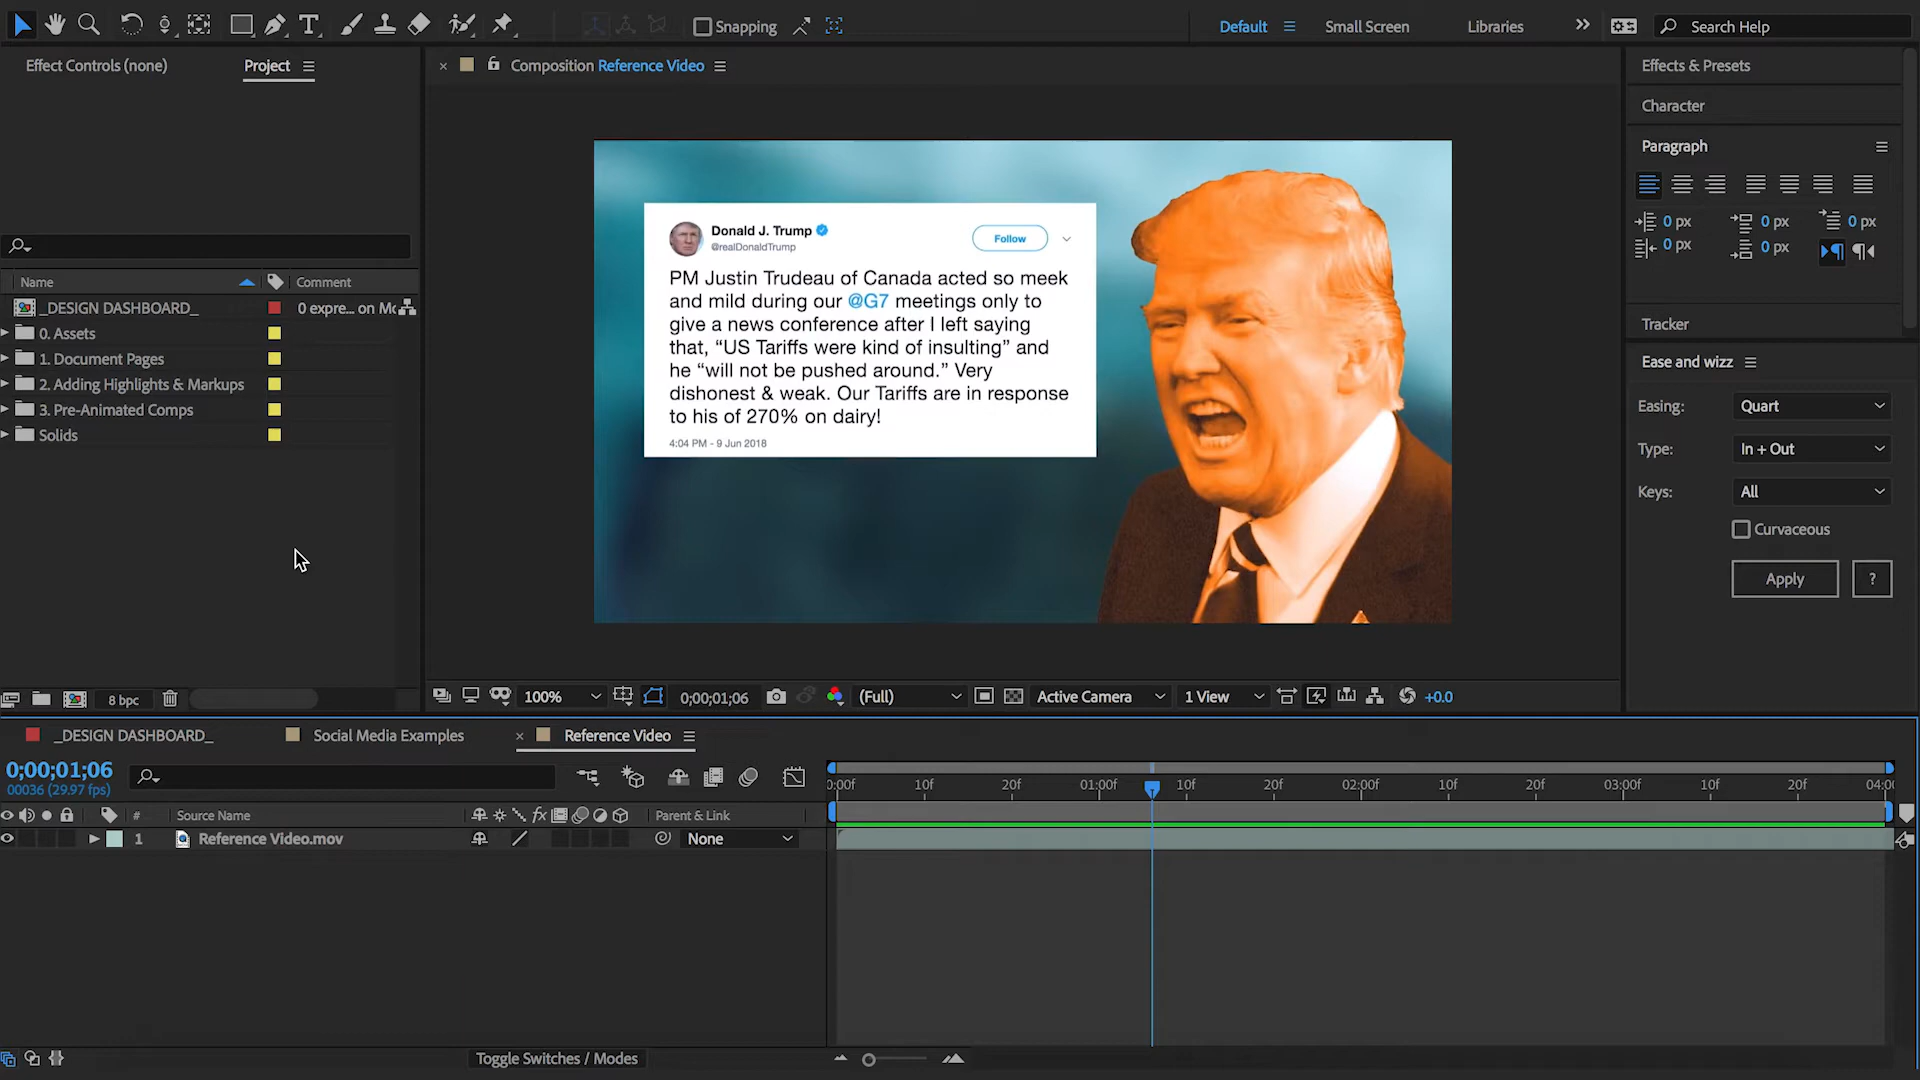 Snapping
Default
Small Screen
Libraries
Search Help
Effect Controls (none)
Project
Composition Reference Video
Effects & Presets
Character
Paragraph
0 px
0 px
0 px
0 px
0 px
Tracker
Ease and wizz
Easing:
Quart
Type:
In + Out
Keys:
All
Curvaceous
Apply
?
Name
Comment
_DESIGN DASHBOARD_
0 expre... on Mc
0. Assets
1. Document Pages
2. Adding Highlights & Markups
3. Pre-Animated Comps
Solids
Donald J. Trump
@realDonaldTrump
Follow
PM Justin Trudeau of Canada acted so meek
and mild during our @G7 meetings only to
give a news conference after I left saying
that, “US Tariffs were kind of insulting” and
he “will not be pushed around.” Very
dishonest & weak. Our Tariffs are in response
to his of 270% on dairy!
4:04 PM - 9 Jun 2018
8 bpc
100%
0;00;01;06
(Full)
Active Camera
1 View
+0.0
_DESIGN DASHBOARD_
Social Media Examples
Reference Video
0;00;01;06
00036 (29.97 fps)
0:00f
10f
20f
01:00f
10f
20f
02:00f
10f
20f
03:00f
10f
20f
04:00
#
Source Name
fx
Parent & Link
1
Reference Video.mov
None
Toggle Switches / Modes